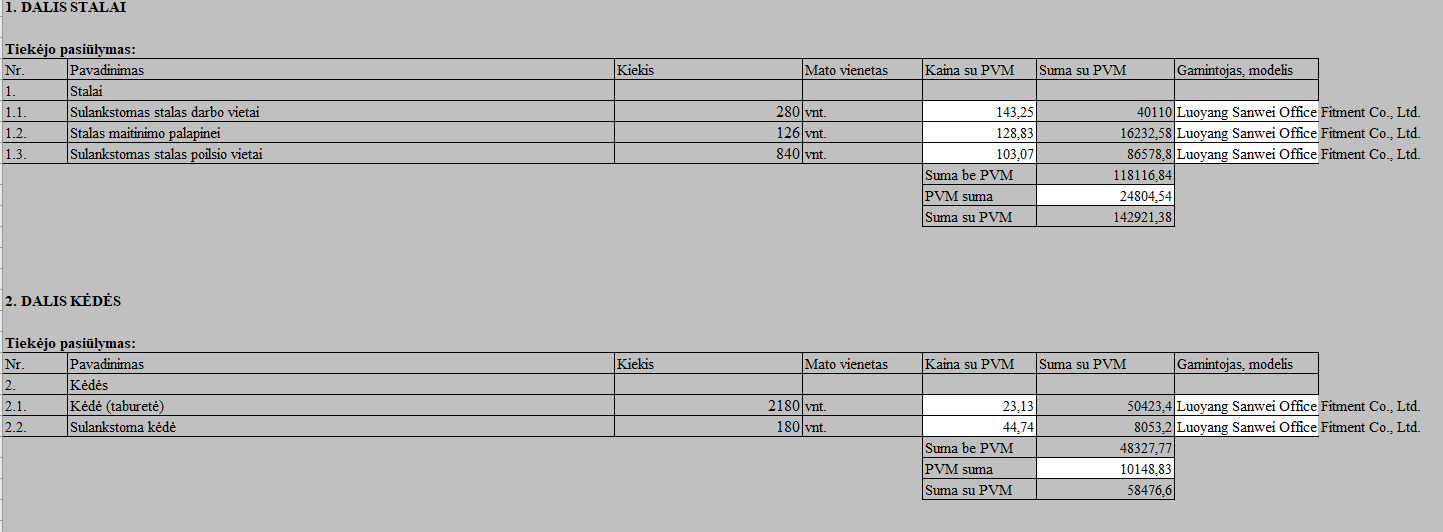 1. DALIS STALAI
Tiekėjo pasiūlymas:
Nr. Pavadinimas Kiekis Mato vienetas Kaina su PVM Suma su PVM Gamintojas, modelis
1. Stalai
1.1. Sulankstomas stalas darbo vietai 280 vnt. 143,25 40110 Luoyang Sanwei Office Fitment Co., Ltd.
1.2. Stalas maitinimo palapinei 126 vnt. 128,83 16232,58 Luoyang Sanwei Office Fitment Co., Ltd.
1.3. Sulankstomas stalas poilsio vietai 840 vnt. 103,07 86578,8 Luoyang Sanwei Office Fitment Co., Ltd.
Suma be PVM 118116,84
PVM suma 24804,54
Suma su PVM 142921,38
2. DALIS KĖDĖS
Tiekėjo pasiūlymas:
Nr. Pavadinimas Kiekis Mato vienetas Kaina su PVM Suma su PVM Gamintojas, modelis
2. Kėdės
2.1. Kėdė (taburetė) 2180 vnt. 23,13 50423,4 Luoyang Sanwei Office Fitment Co., Ltd.
2.2. Sulankstoma kėdė 180 vnt. 44,74 8053,2 Luoyang Sanwei Office Fitment Co., Ltd.
Suma be PVM 48327,77
PVM suma 10148,83
Suma su PVM 58476,6